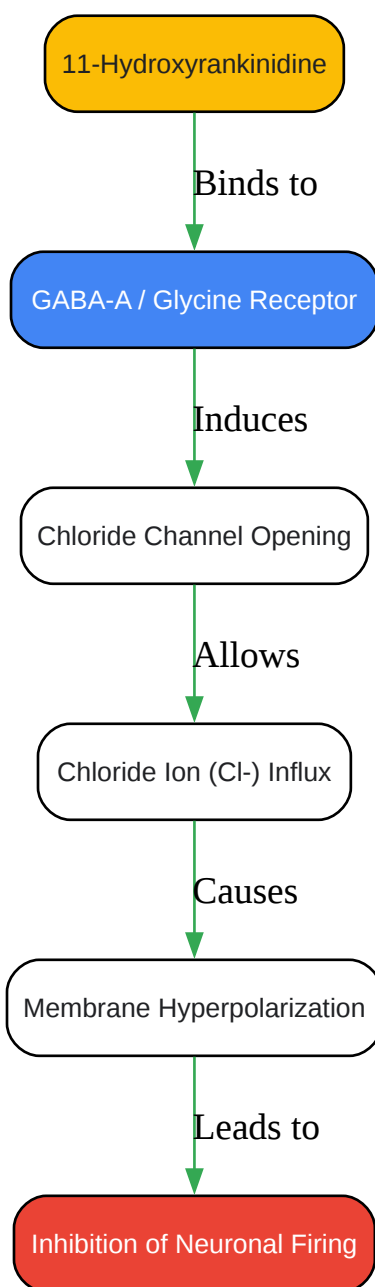 11-Hydroxyrankinidine
Binds to
GABA-A / Glycine Receptor
Induces
Chloride Channel Opening
Allows
Chloride Ion (Cl-) Influx
Causes
Membrane Hyperpolarization
Leads to
Inhibition of Neuronal Firing